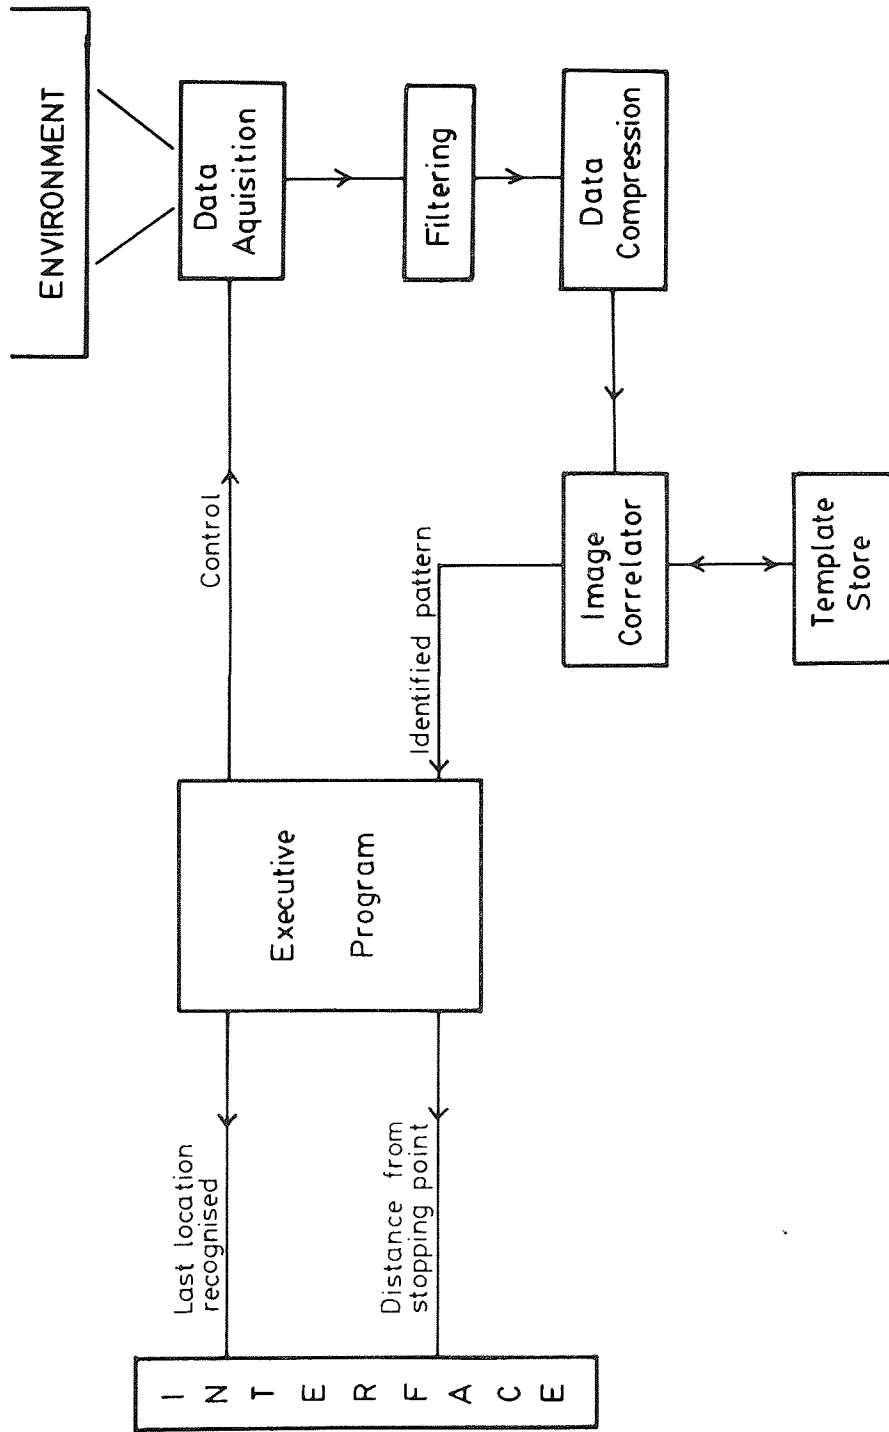 ENVIRONMENT
Data
Aquisition
Filtering
Data
Compression
Control
Identified pattern
Image
Correlator
Template
Store
Executive
Program
Last location
recognised
Distance from
stopping point
INTERFACE